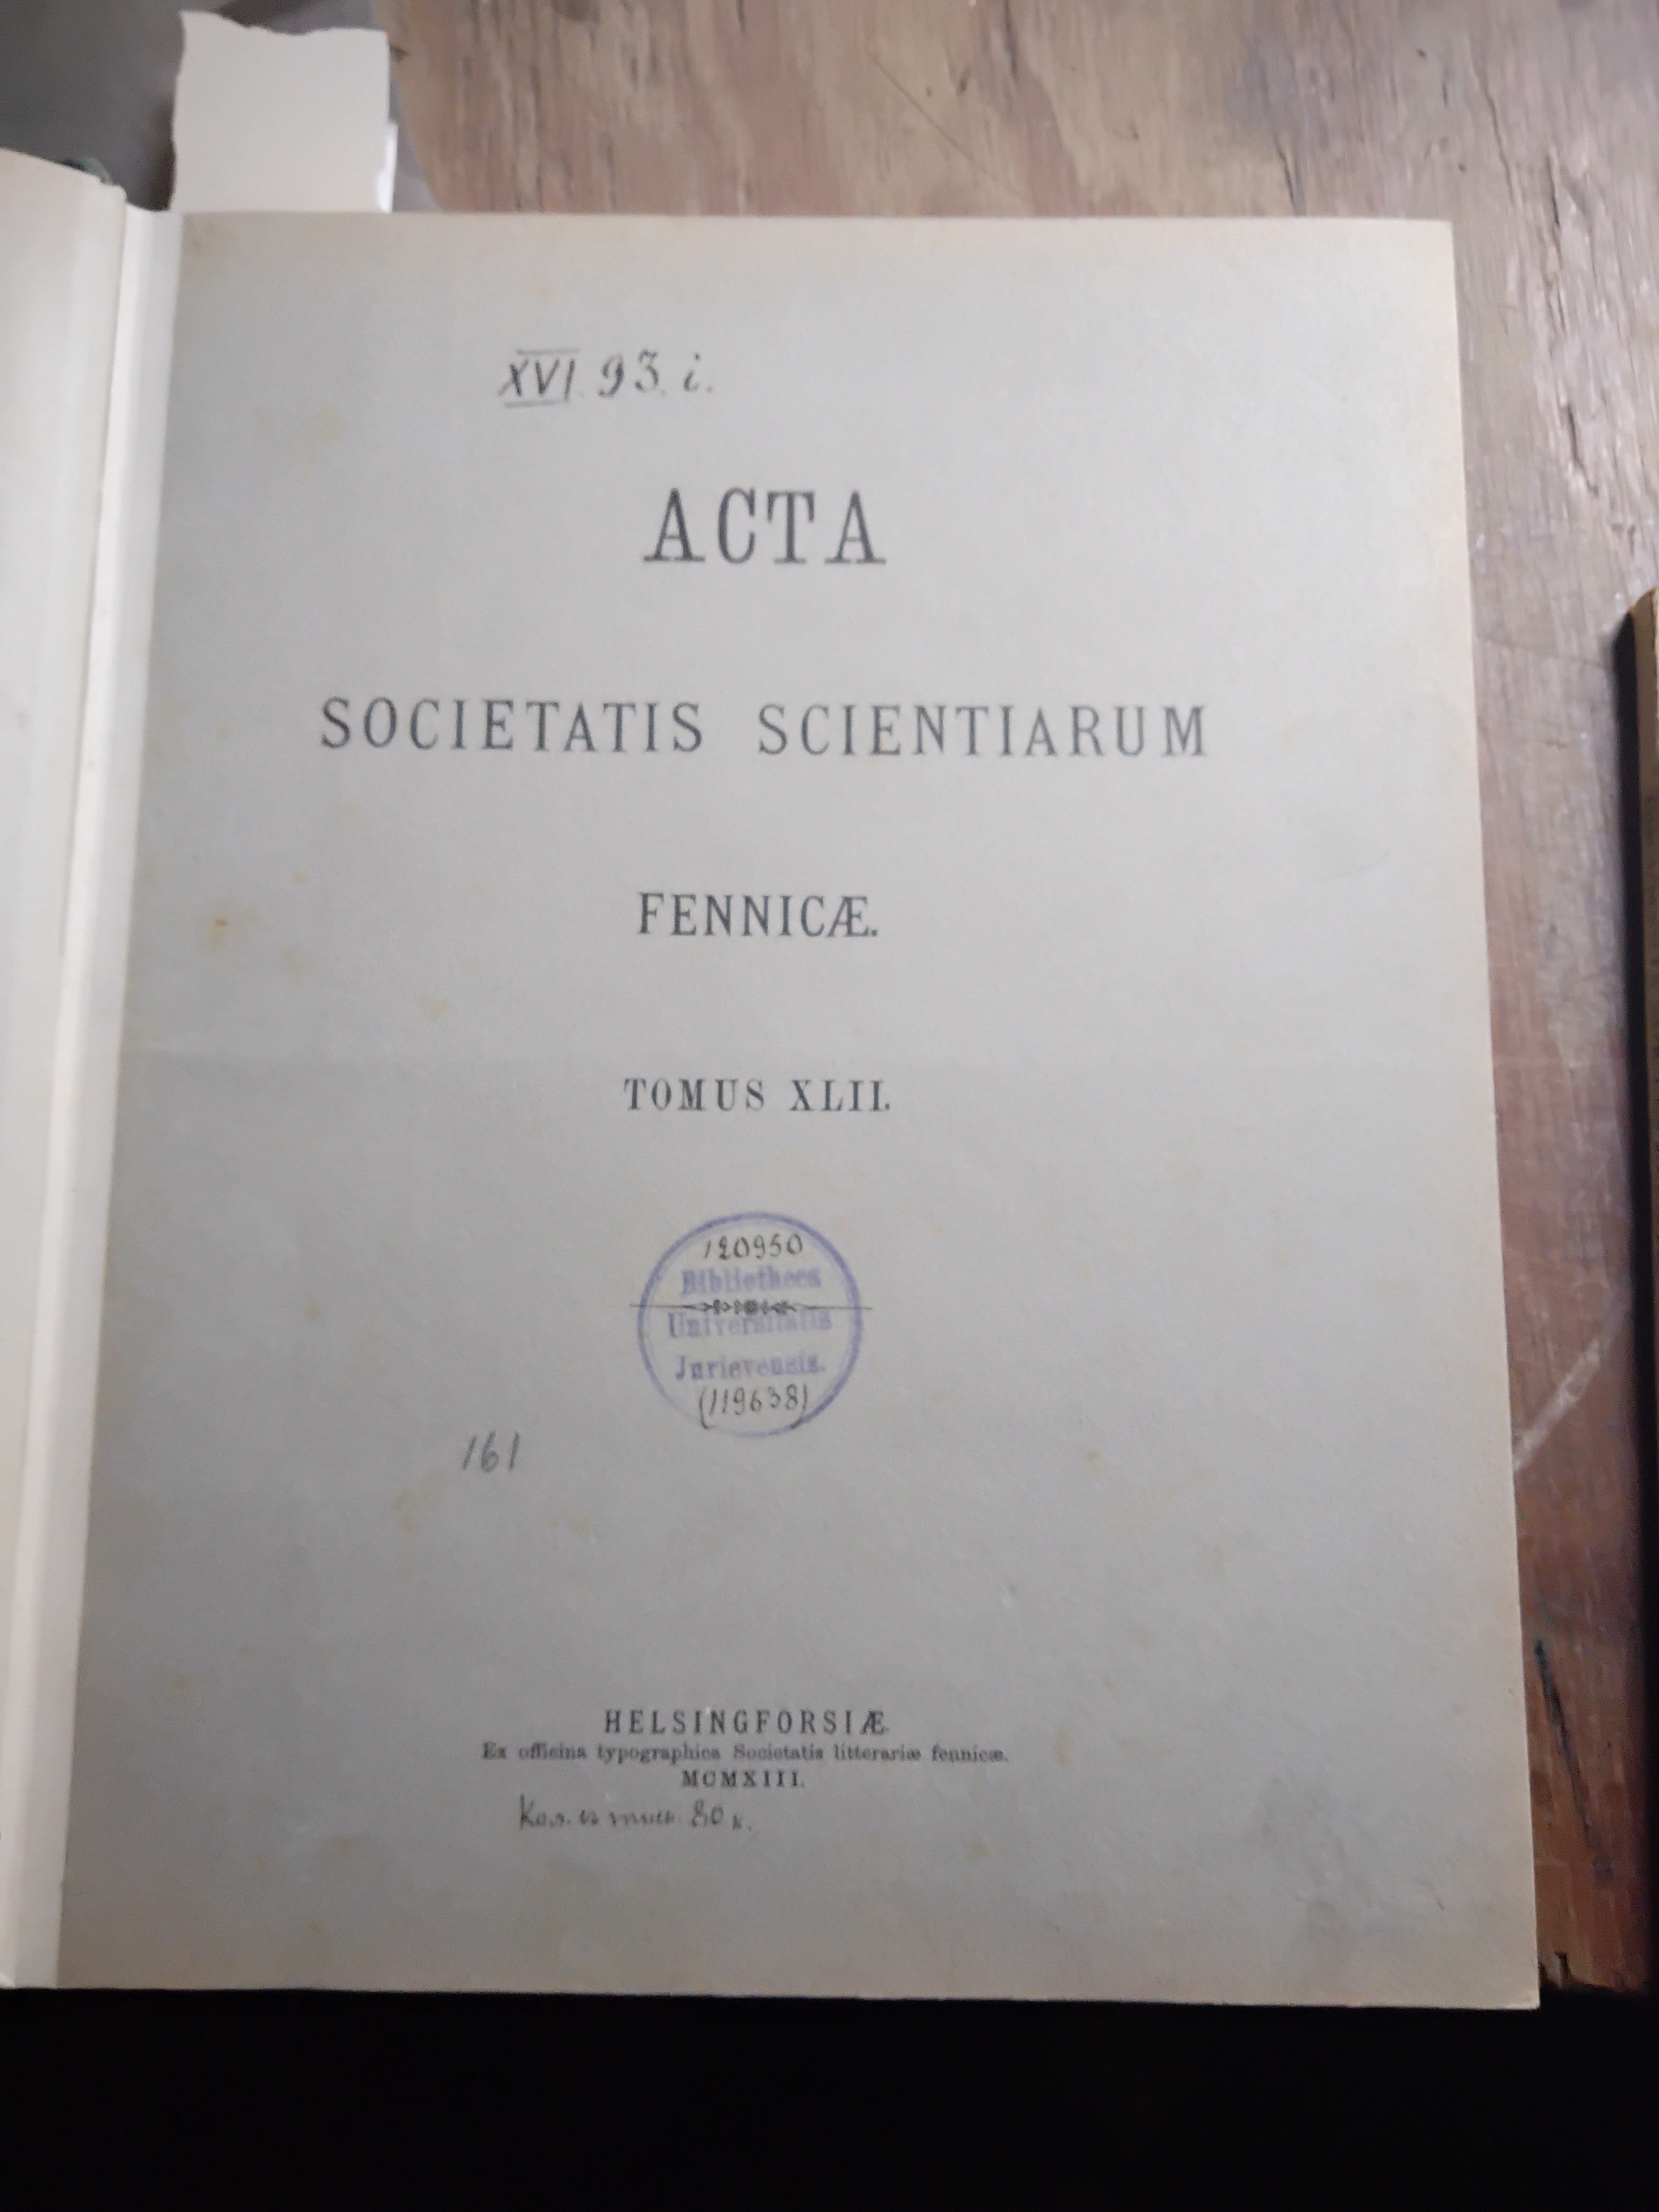 XVI. 93. i.
ACTA
SOCIETATIS SCIENTIARUM
FENNICÆ.
TOMUS XLII.
120950
Bibliotheca
Universitatis
Jurievensis.
(119638)
161
HELSINGFORSIÆ.
Ex officina typographica Societatis litterariæ fennicæ.
MCMXIII.
80 к.